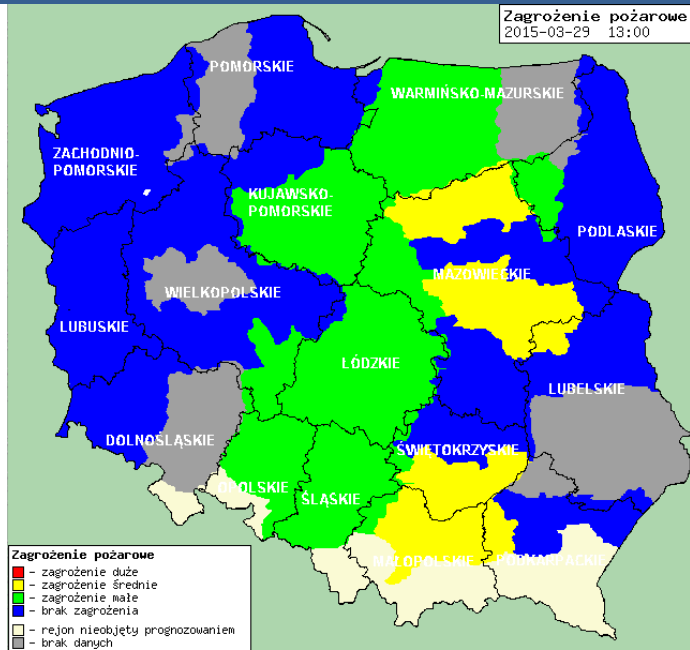 Zagrożenie pożarowe
2015-03-29 13:00
POMORSKIE
WARMIŃSKO-MAZURSKIE
ZACHODNIO-
POMORSKIE
KUJAWSKO-
POMORSKIE
PODLASKIE
MAZOWIECKIE
WIELKOPOLSKIE
LUBUSKIE
ŁÓDZKIE
LUBELSKIE
DOLNOŚLĄSKIE
ŚWIĘTOKRZYSKIE
OPOLSKIE
ŚLĄSKIE
MAŁOPOLSKIE
PODKARPACKIE
Zagrożenie pożarowe
- zagrożenie duże
- zagrożenie średnie
- zagrożenie małe
- brak zagrożenia
- rejon nieobjęty prognozowaniem
- brak danych